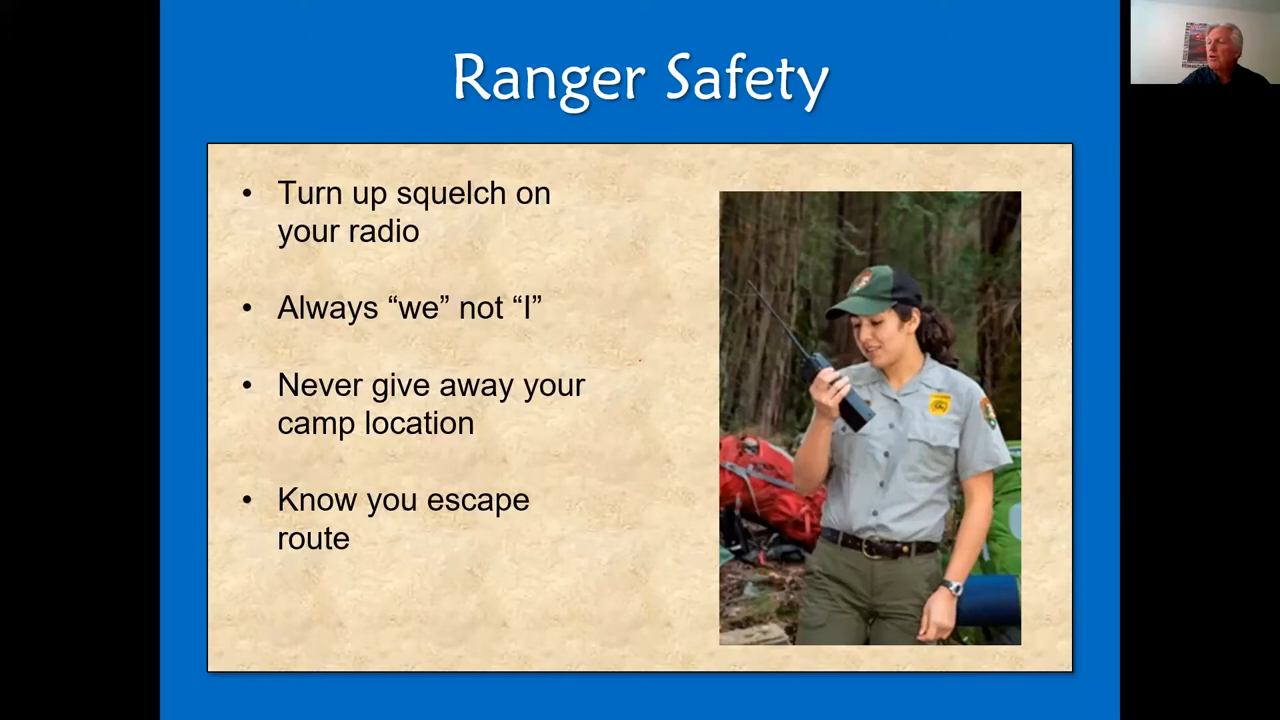 Ranger Safety
• Turn up squelch on
your radio
• Always “we” not “I”
• Never give away your
camp location
• Know you escape
route